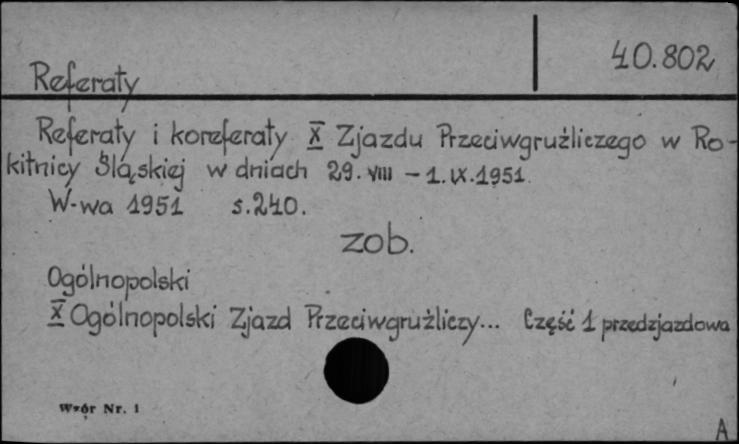 40.802
Referaty
Referaty i koreferaty X Zjazdu Przeciwgruźliczego w Ro-
kitnicy Śląskiej w dniach 29. VIII – 1. IX. 1951
W-wa 1951 s. 240.
zob.
Ogólnopolski
X Ogólnopolski Zjazd Przeciwgruźliczy... Część 1 przedzjazdowa
Wzór Nr. 1
A